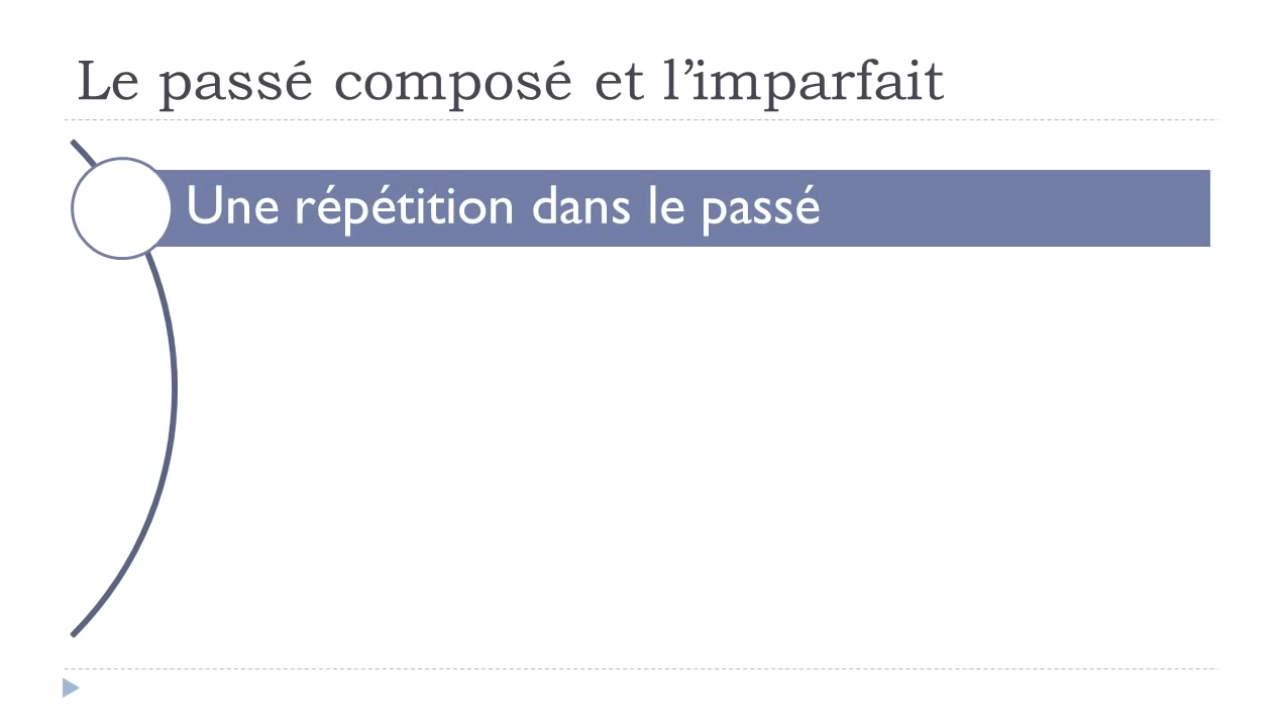 Le passé composé et l’imparfait
Une répétition dans le passé